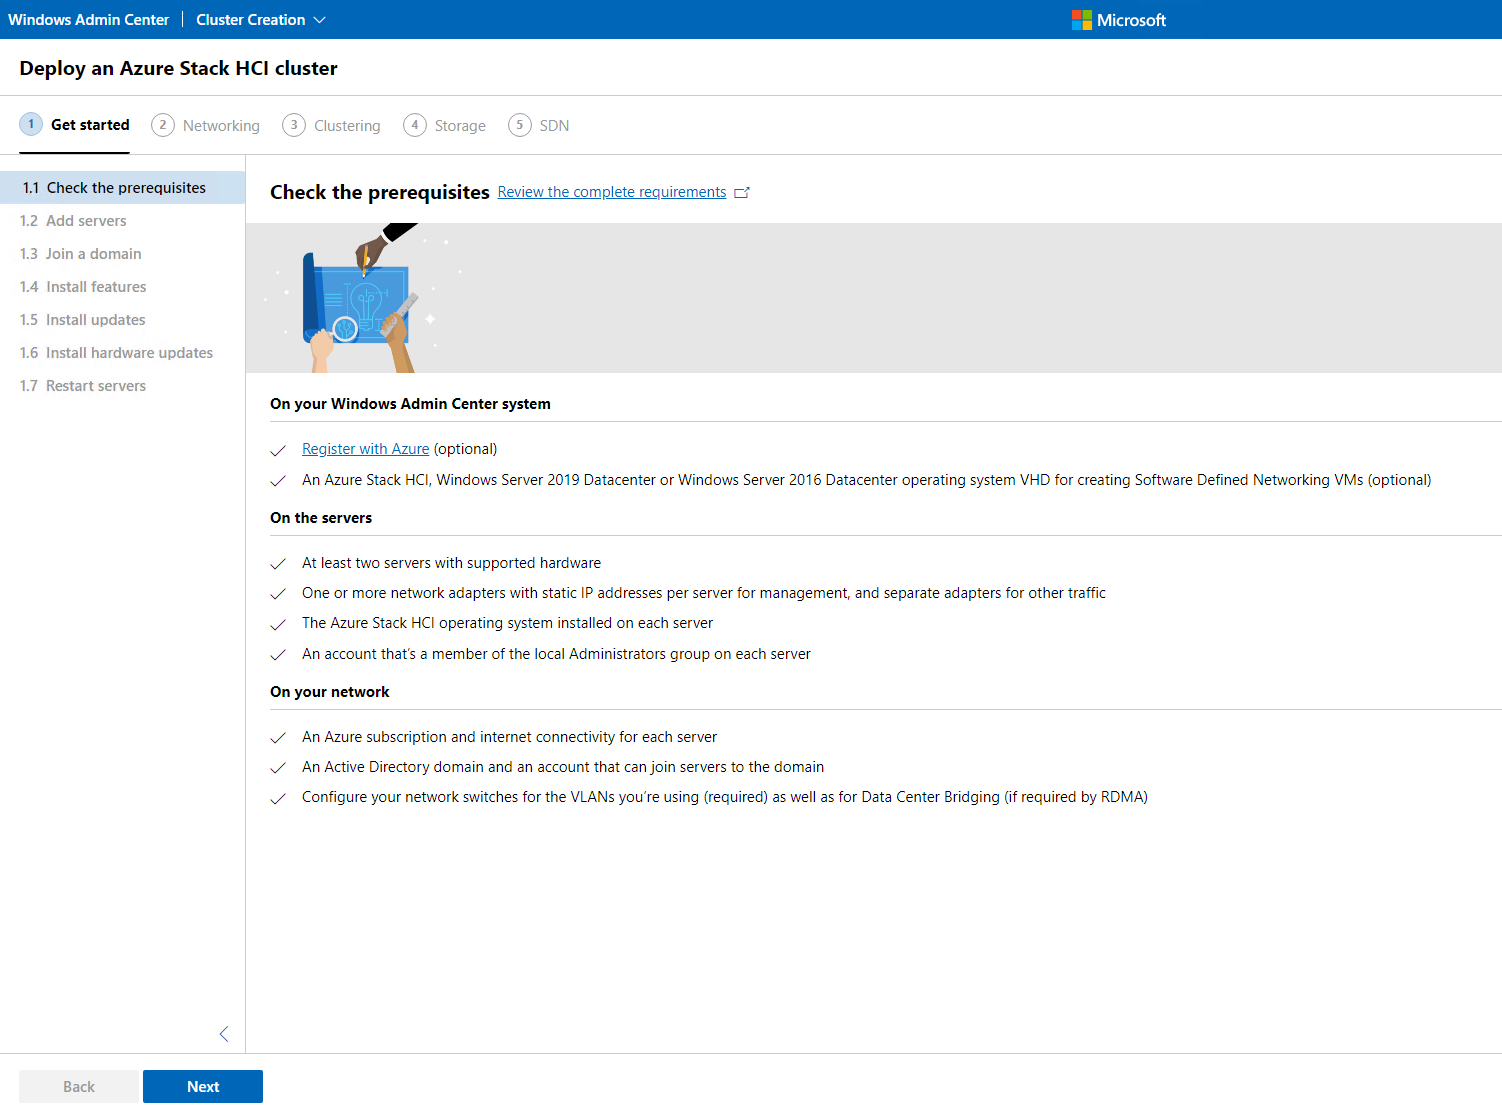 Windows Admin Center | Cluster Creation
Microsoft
Deploy an Azure Stack HCI cluster
1 Get started
2 Networking
3 Clustering
4 Storage
5 SDN
1.1 Check the prerequisites
1.2 Add servers
1.3 Join a domain
1.4 Install features
1.5 Install updates
1.6 Install hardware updates
1.7 Restart servers
Check the prerequisites Review the complete requirements
On your Windows Admin Center system
Register with Azure (optional)
An Azure Stack HCI, Windows Server 2019 Datacenter or Windows Server 2016 Datacenter operating system VHD for creating Software Defined Networking VMs (optional)
On the servers
At least two servers with supported hardware
One or more network adapters with static IP addresses per server for management, and separate adapters for other traffic
The Azure Stack HCI operating system installed on each server
An account that's a member of the local Administrators group on each server
On your network
An Azure subscription and internet connectivity for each server
An Active Directory domain and an account that can join servers to the domain
Configure your network switches for the VLANs you're using (required) as well as for Data Center Bridging (if required by RDMA)
Back
Next